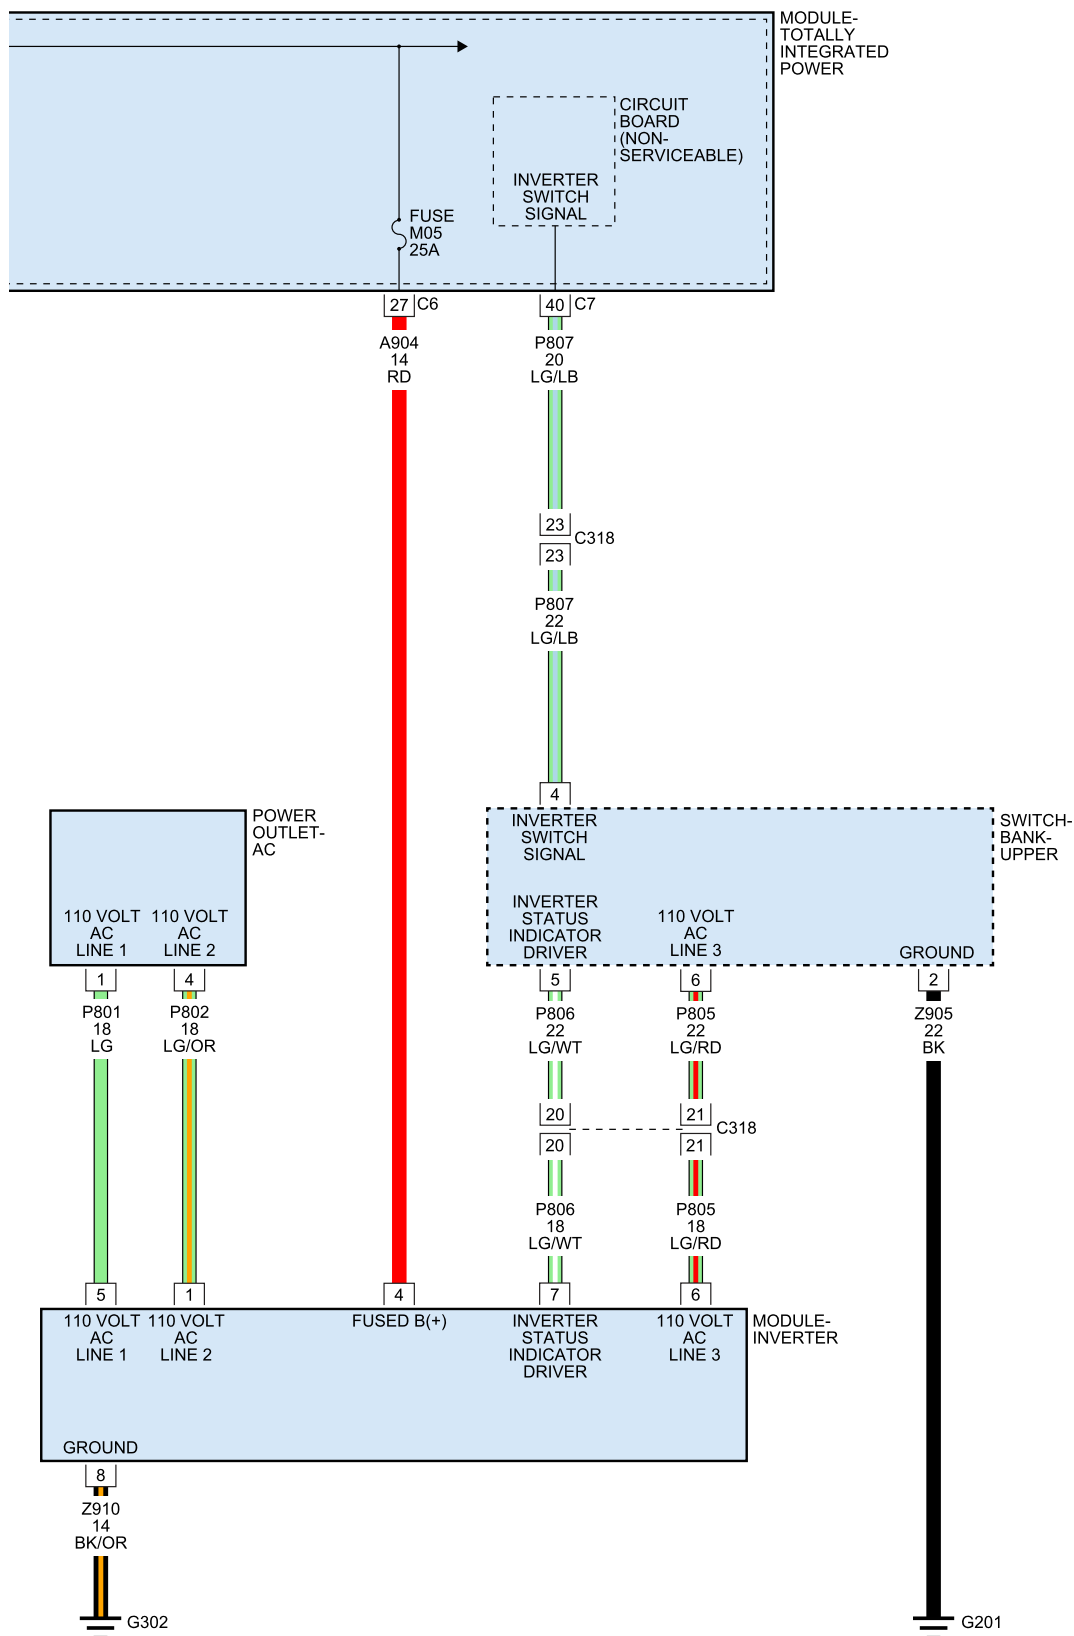 MODULE-
TOTALLY
INTEGRATED
POWER
CIRCUIT
BOARD
(NON-
SERVICEABLE)
INVERTER
SWITCH
SIGNAL
FUSE
M05
25A
27 C6
40 C7
A904
14
RD
P807
20
LG/LB
23
C318
23
P807
22
LG/LB
4
POWER
OUTLET-
AC
110 VOLT
AC
LINE 1
110 VOLT
AC
LINE 2
INVERTER
SWITCH
SIGNAL
SWITCH-
BANK-
UPPER
INVERTER
STATUS
INDICATOR
DRIVER
110 VOLT
AC
LINE 3
GROUND
1
4
5
6
2
P801
18
LG
P802
18
LG/OR
P806
22
LG/WT
P805
22
LG/RD
Z905
22
BK
20
21
C318
20
21
P806
18
LG/WT
P805
18
LG/RD
5
1
4
7
6
110 VOLT
AC
LINE 1
110 VOLT
AC
LINE 2
FUSED B(+)
INVERTER
STATUS
INDICATOR
DRIVER
110 VOLT
AC
LINE 3
MODULE-
INVERTER
GROUND
8
Z910
14
BK/OR
G302
G201